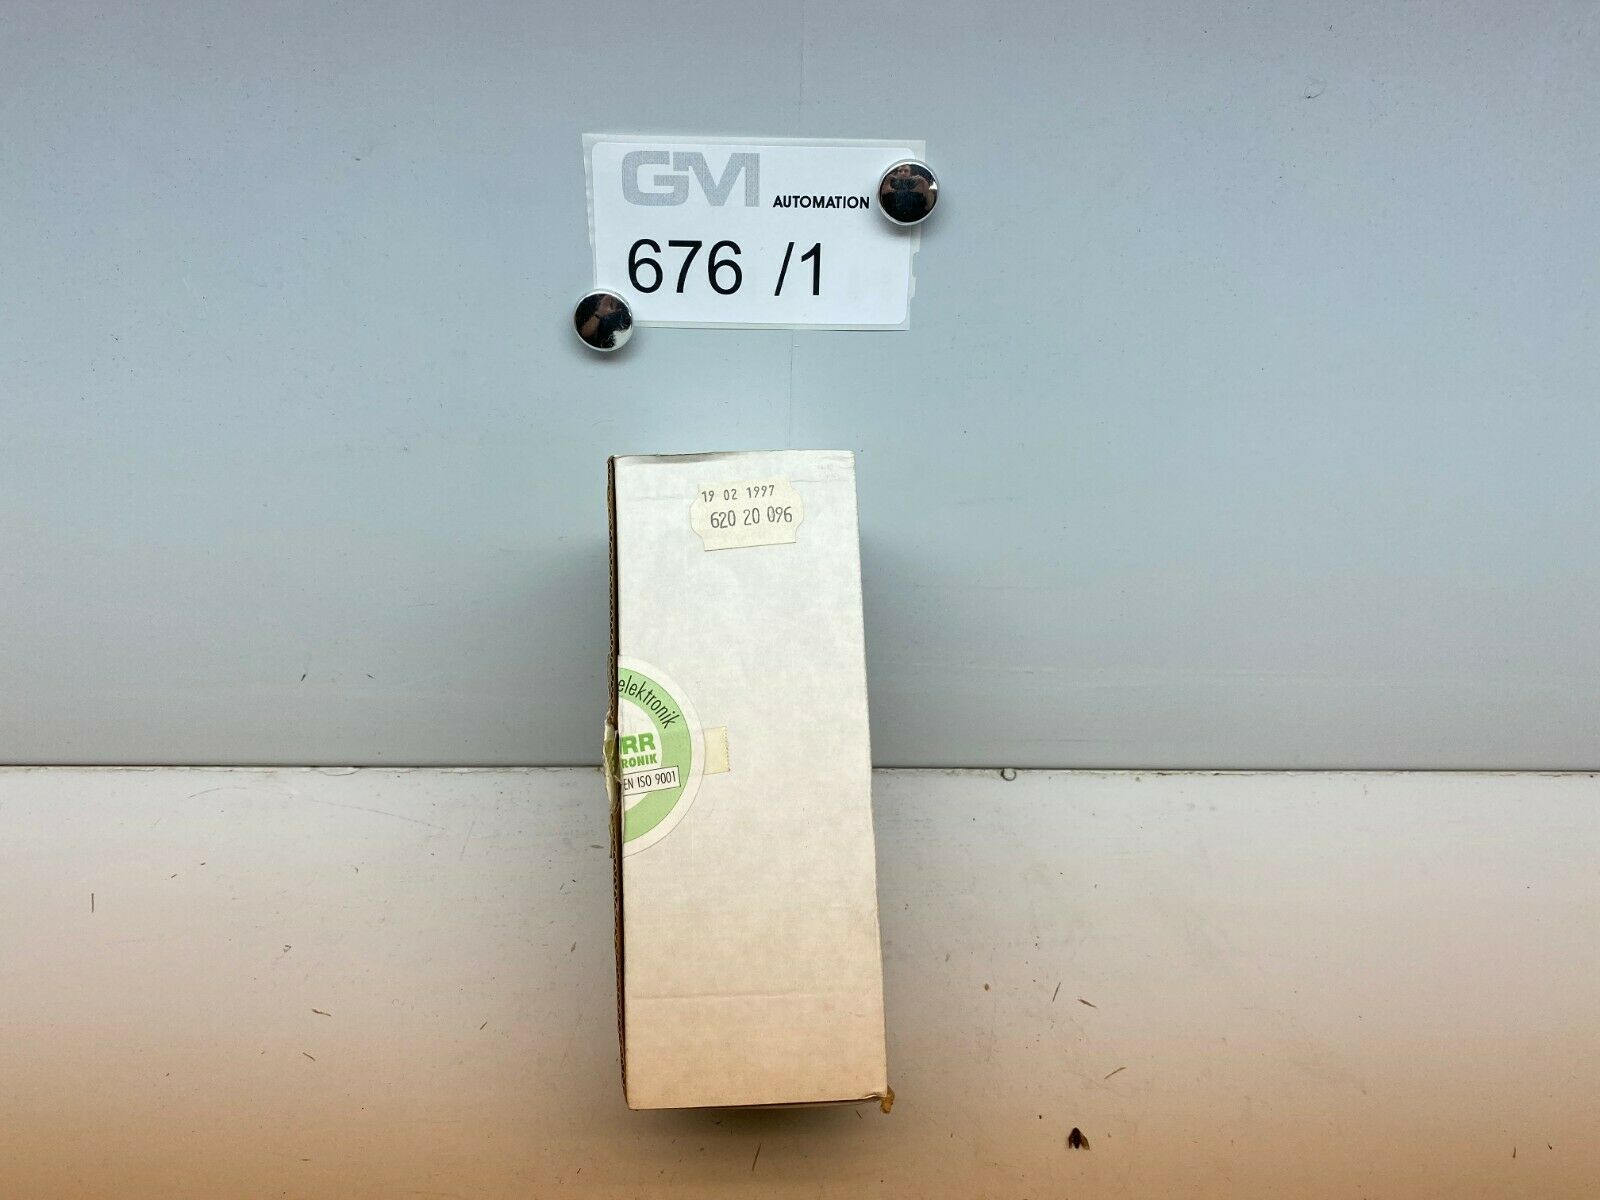 GM AUTOMATION
676 /1
19 02 1997
620 20 096
elektronik
RR
RONIK
EN ISO 9001